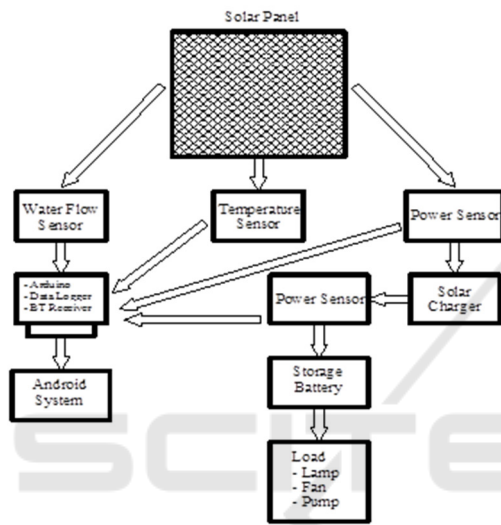 Solar Panel
Water Flow
Sensor
Temperature
Sensor
Power Sensor
- Arduino
- Data Logger
- BT Receiver
Power Sensor
Solar
Charger
Android
System
Storage
Battery
Load
- Lamp
- Fan
- Pump
SCITE